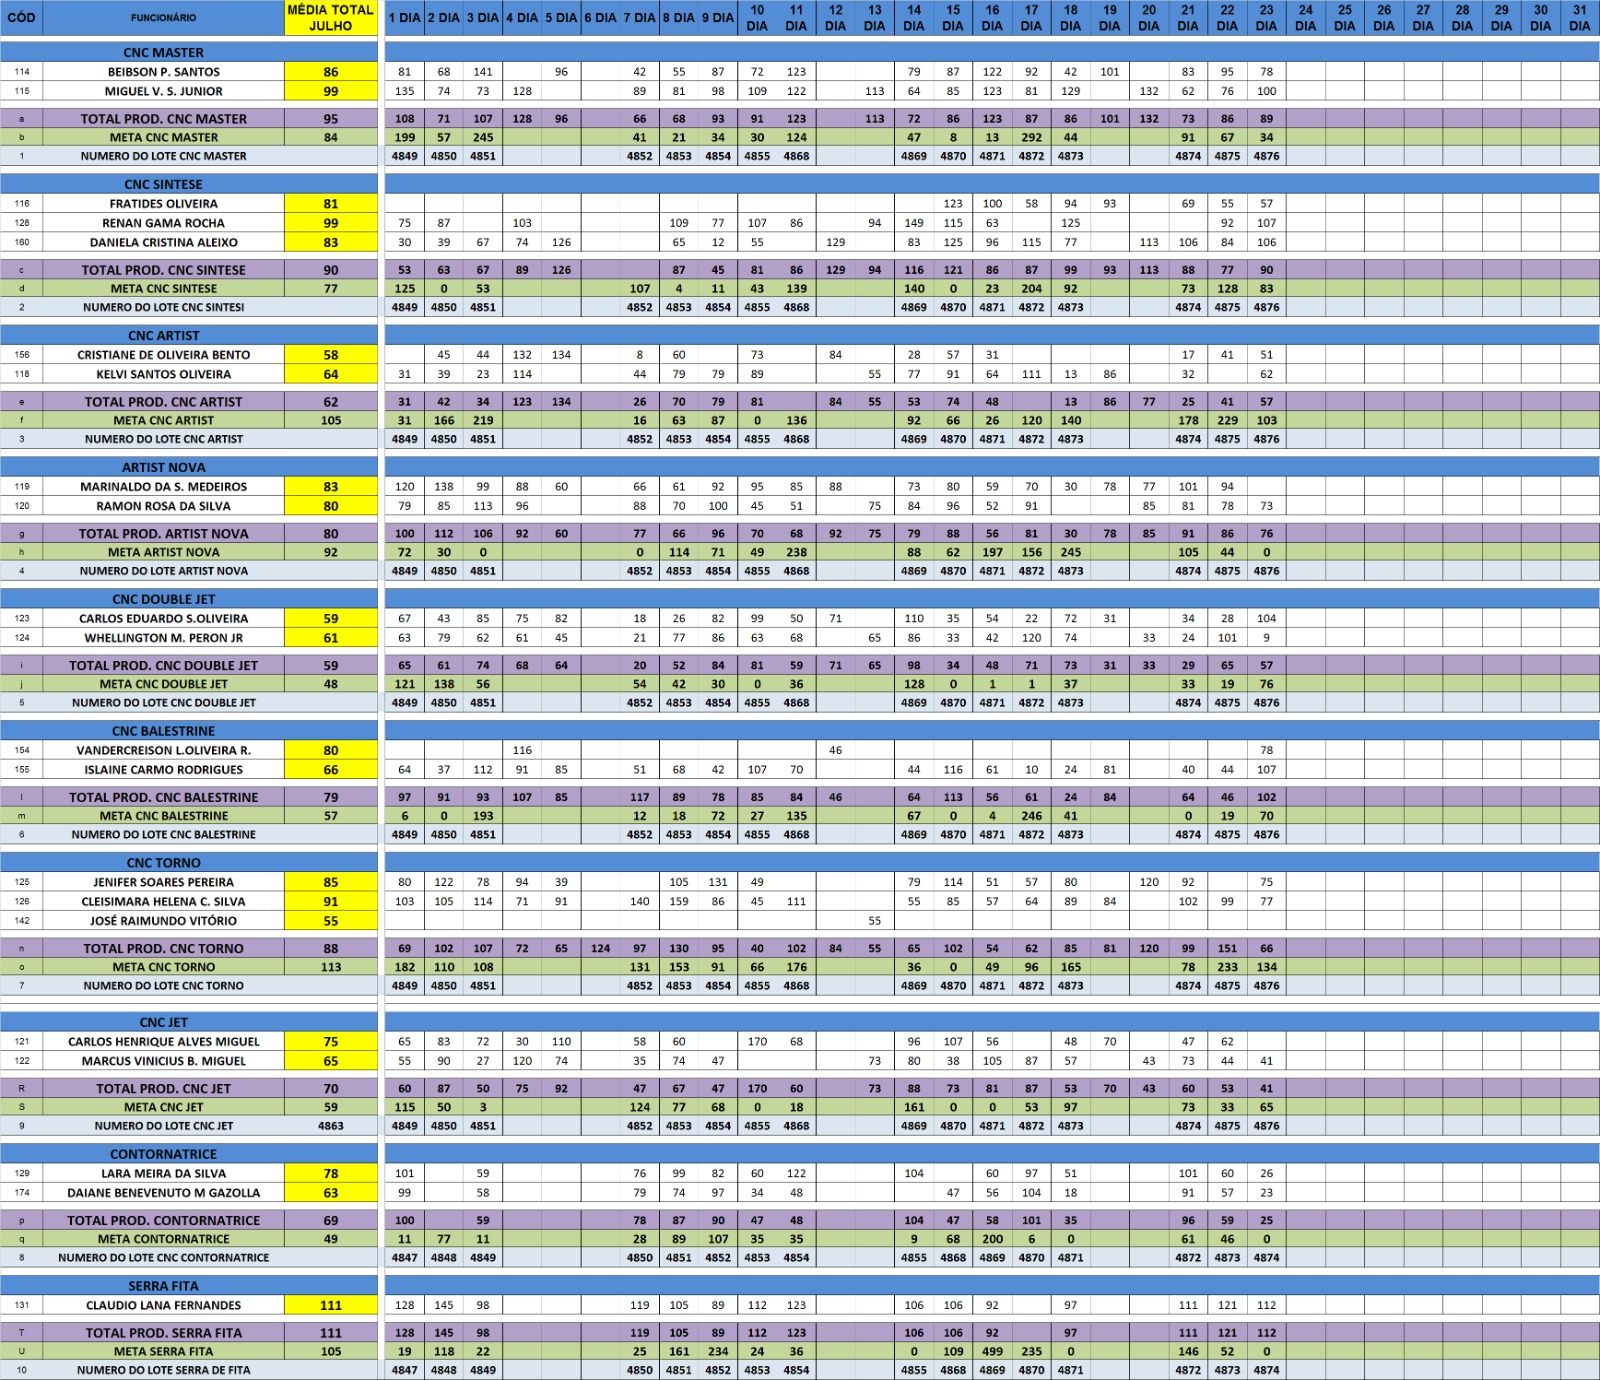 CÓD FUNCIONÁRIO MÉDIA TOTAL JULHO 1 DIA 2 DIA 3 DIA 4 DIA 5 DIA 6 DIA 7 DIA 8 DIA 9 DIA 10 DIA 11 DIA 12 DIA 13 DIA 14 DIA 15 DIA 16 DIA 17 DIA 18 DIA 19 DIA 20 DIA 21 DIA 22 DIA 23 DIA 24 DIA 25 DIA 26 DIA 27 DIA 28 DIA 29 DIA 30 DIA 31 DIA
CNC MASTER
114 BEIBSON P. SANTOS 86 81 68 141 96 42 55 87 72 123 79 87 122 92 42 101 83 95 78
115 MIGUEL V. S. JUNIOR 99 135 74 73 128 89 81 98 109 122 113 64 85 123 81 129 132 62 76 100
a TOTAL PROD. CNC MASTER 95 108 71 107 128 96 66 68 93 91 123 113 72 86 123 87 86 101 132 73 86 89
b META CNC MASTER 84 199 57 245 41 21 34 30 124 47 8 13 292 44 91 67 34
1 NUMERO DO LOTE CNC MASTER 4849 4850 4851 4852 4853 4854 4855 4868 4869 4870 4871 4872 4873 4874 4875 4876
CNC SINTESE
116 FRATIDES OLIVEIRA 81 123 100 58 94 93 69 55 57
128 RENAN GAMA ROCHA 99 75 87 103 109 77 107 86 94 149 115 63 125 92 107
160 DANIELA CRISTINA ALEIXO 83 30 39 67 74 126 65 12 55 129 83 125 96 115 77 113 106 84 106
c TOTAL PROD. CNC SINTESE 90 53 63 67 89 126 87 45 81 86 129 94 116 121 86 87 99 93 113 88 77 90
d META CNC SINTESE 77 125 0 53 107 4 11 43 139 140 0 23 204 92 73 128 83
2 NUMERO DO LOTE CNC SINTESI 4849 4850 4851 4852 4853 4854 4855 4868 4869 4870 4871 4872 4873 4874 4875 4876
CNC ARTIST
156 CRISTIANE DE OLIVEIRA BENTO 58 45 44 132 134 8 60 73 84 28 57 31 17 41 51
118 KELVI SANTOS OLIVEIRA 64 31 39 23 114 44 79 79 89 55 77 91 64 111 13 86 32 62
e TOTAL PROD. CNC ARTIST 62 31 42 34 123 134 26 70 79 81 84 55 53 74 48 13 86 77 25 41 57
f META CNC ARTIST 105 31 166 219 16 63 87 0 136 92 66 26 120 140 178 229 103
3 NUMERO DO LOTE CNC ARTIST 4849 4850 4851 4852 4853 4854 4855 4868 4869 4870 4871 4872 4873 4874 4875 4876
ARTIST NOVA
119 MARINALDO DA S. MEDEIROS 83 120 138 99 88 60 66 61 92 95 85 88 73 80 59 70 30 78 77 101 94
120 RAMON ROSA DA SILVA 80 79 85 113 96 88 70 100 45 51 75 84 96 52 91 85 81 78 73
g TOTAL PROD. ARTIST NOVA 80 100 112 106 92 60 77 66 96 70 68 92 75 79 88 56 81 30 78 85 91 86 76
h META ARTIST NOVA 92 72 30 0 0 114 71 49 238 88 62 197 156 245 105 44 0
4 NUMERO DO LOTE ARTIST NOVA 4849 4850 4851 4852 4853 4854 4855 4868 4869 4870 4871 4872 4873 4874 4875 4876
CNC DOUBLE JET
123 CARLOS EDUARDO S.OLIVEIRA 59 67 43 85 75 82 18 26 82 99 50 71 110 35 54 22 72 31 34 28 104
124 WHELLINGTON M. PERON JR 61 63 79 62 61 45 21 77 86 63 68 65 86 33 42 120 74 33 24 101 9
i TOTAL PROD. CNC DOUBLE JET 59 65 61 74 68 64 20 52 84 81 59 71 65 98 34 48 71 73 31 33 29 65 57
j META CNC DOUBLE JET 48 121 138 56 54 42 30 0 36 128 0 1 1 37 33 19 76
5 NUMERO DO LOTE CNC DOUBLE JET 4849 4850 4851 4852 4853 4854 4855 4868 4869 4870 4871 4872 4873 4874 4875 4876
CNC BALESTRINE
154 VANDERCREISON L.OLIVEIRA R. 80 116 46 78
155 ISLAINE CARMO RODRIGUES 66 64 37 112 91 85 51 68 42 107 70 44 116 61 10 24 81 40 44 107
l TOTAL PROD. CNC BALESTRINE 79 97 91 93 107 85 117 89 78 85 84 46 64 113 56 61 24 84 64 46 102
m META CNC BALESTRINE 57 6 0 193 12 18 72 27 135 67 0 4 246 41 0 19 70
6 NUMERO DO LOTE CNC BALESTRINE 4849 4850 4851 4852 4853 4854 4855 4868 4869 4870 4871 4872 4873 4874 4875 4876
CNC TORNO
125 JENIFER SOARES PEREIRA 85 80 122 78 94 39 105 131 49 79 114 51 57 80 120 92 75
126 CLEISIMARA HELENA C. SILVA 91 103 105 114 71 91 140 159 86 45 111 55 85 57 64 89 84 102 99 77
142 JOSÉ RAIMUNDO VITÓRIO 55 55
n TOTAL PROD. CNC TORNO 88 69 102 107 72 65 124 97 130 95 40 102 84 55 65 102 54 62 85 81 120 99 151 66
o META CNC TORNO 113 182 110 108 131 153 91 66 176 36 0 49 96 165 78 233 134
7 NUMERO DO LOTE CNC TORNO 4849 4850 4851 4852 4853 4854 4855 4868 4869 4870 4871 4872 4873 4874 4875 4876
CNC JET
121 CARLOS HENRIQUE ALVES MIGUEL 75 65 83 72 30 110 58 60 170 68 96 107 56 48 70 47 62
122 MARCUS VINICIUS B. MIGUEL 65 55 90 27 120 74 35 74 47 73 80 38 105 87 57 43 73 44 41
R TOTAL PROD. CNC JET 70 60 87 50 75 92 47 67 47 170 60 73 88 73 81 87 53 70 43 60 53 41
S META CNC JET 59 115 50 3 124 77 68 0 18 161 0 0 53 97 73 33 65
9 NUMERO DO LOTE CNC JET 4863 4849 4850 4851 4852 4853 4854 4855 4868 4869 4870 4871 4872 4873 4874 4875 4876
CONTORNATRICE
129 LARA MEIRA DA SILVA 78 101 59 76 99 82 60 122 104 60 97 51 101 60 26
174 DAIANE BENEVENUTO M GAZOLLA 63 99 58 79 74 97 34 48 47 56 104 18 91 57 23
p TOTAL PROD. CONTORNATRICE 69 100 59 78 87 90 47 48 104 47 58 101 35 96 59 25
q META CONTORNATRICE 49 11 77 11 28 89 107 35 35 9 68 200 6 0 61 46 0
8 NUMERO DO LOTE CNC CONTORNATRICE 4847 4848 4849 4850 4851 4852 4853 4854 4855 4868 4869 4870 4871 4872 4873 4874
SERRA FITA
131 CLAUDIO LANA FERNANDES 111 128 145 98 119 105 89 112 123 106 106 92 97 111 121 112
T TOTAL PROD. SERRA FITA 111 128 145 98 119 105 89 112 123 106 106 92 97 111 121 112
U META SERRA FITA 105 19 118 22 25 161 234 24 36 0 109 499 235 0 146 52 0
10 NUMERO DO LOTE SERRA DE FITA 4847 4848 4849 4850 4851 4852 4853 4854 4855 4868 4869 4870 4871 4872 4873 4874